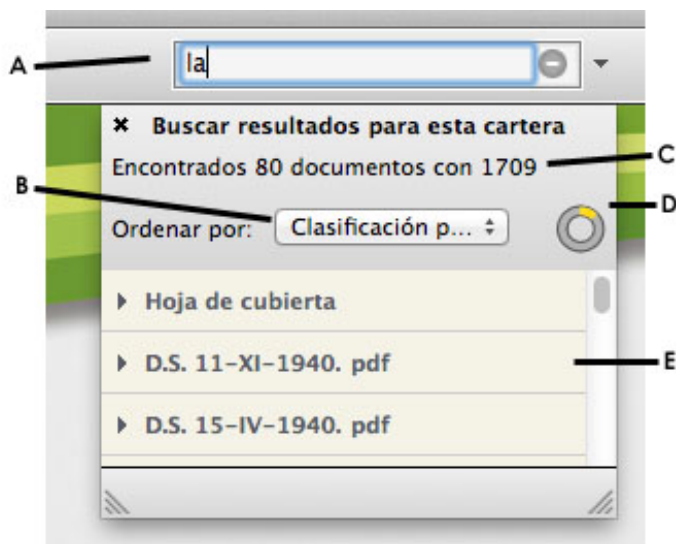 A
la
Buscar resultados para esta cartera
Encontrados 80 documentos con 1709
C
B
D
Ordenar por: Clasificación p...
Hoja de cubierta
D.S. 11-XI-1940. pdf
E
D.S. 15-IV-1940. pdf